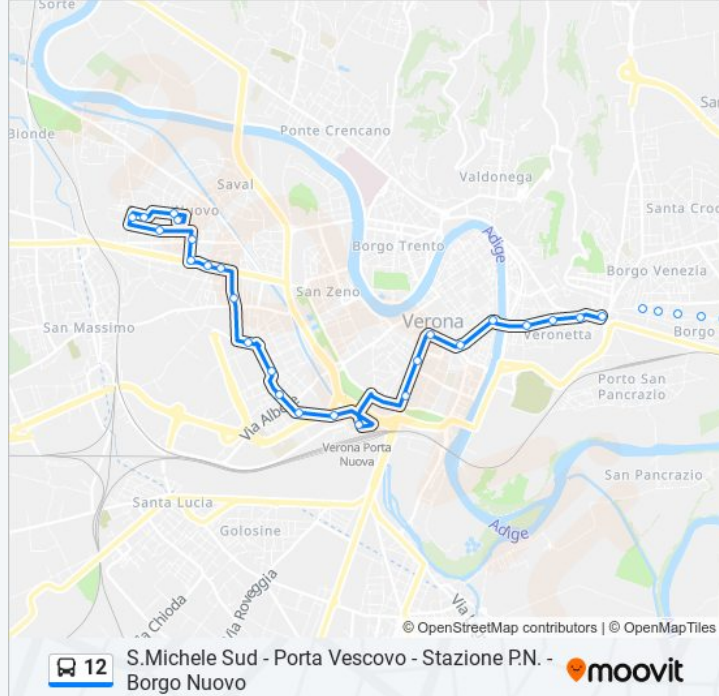 Sorte
San
Bionde
Ponte Crencano
Saval
Valdonega
Nuovo
Santa Croc
Adige
Borgo Trento
Borgo Venezia
San Zeno
San Massimo
Verona
Veronetta
Borgo
Porto San
Pancrazio
Via Albere
Verona Porta
Nuova
San Pancrazio
Santa Lucia
Golosine
Adige
Via Roveggia
a Chioda
Via
© OpenStreetMap contributors | © OpenMapTiles
12 S.Michele Sud - Porta Vescovo - Stazione P.N. -
Borgo Nuovo
moovit